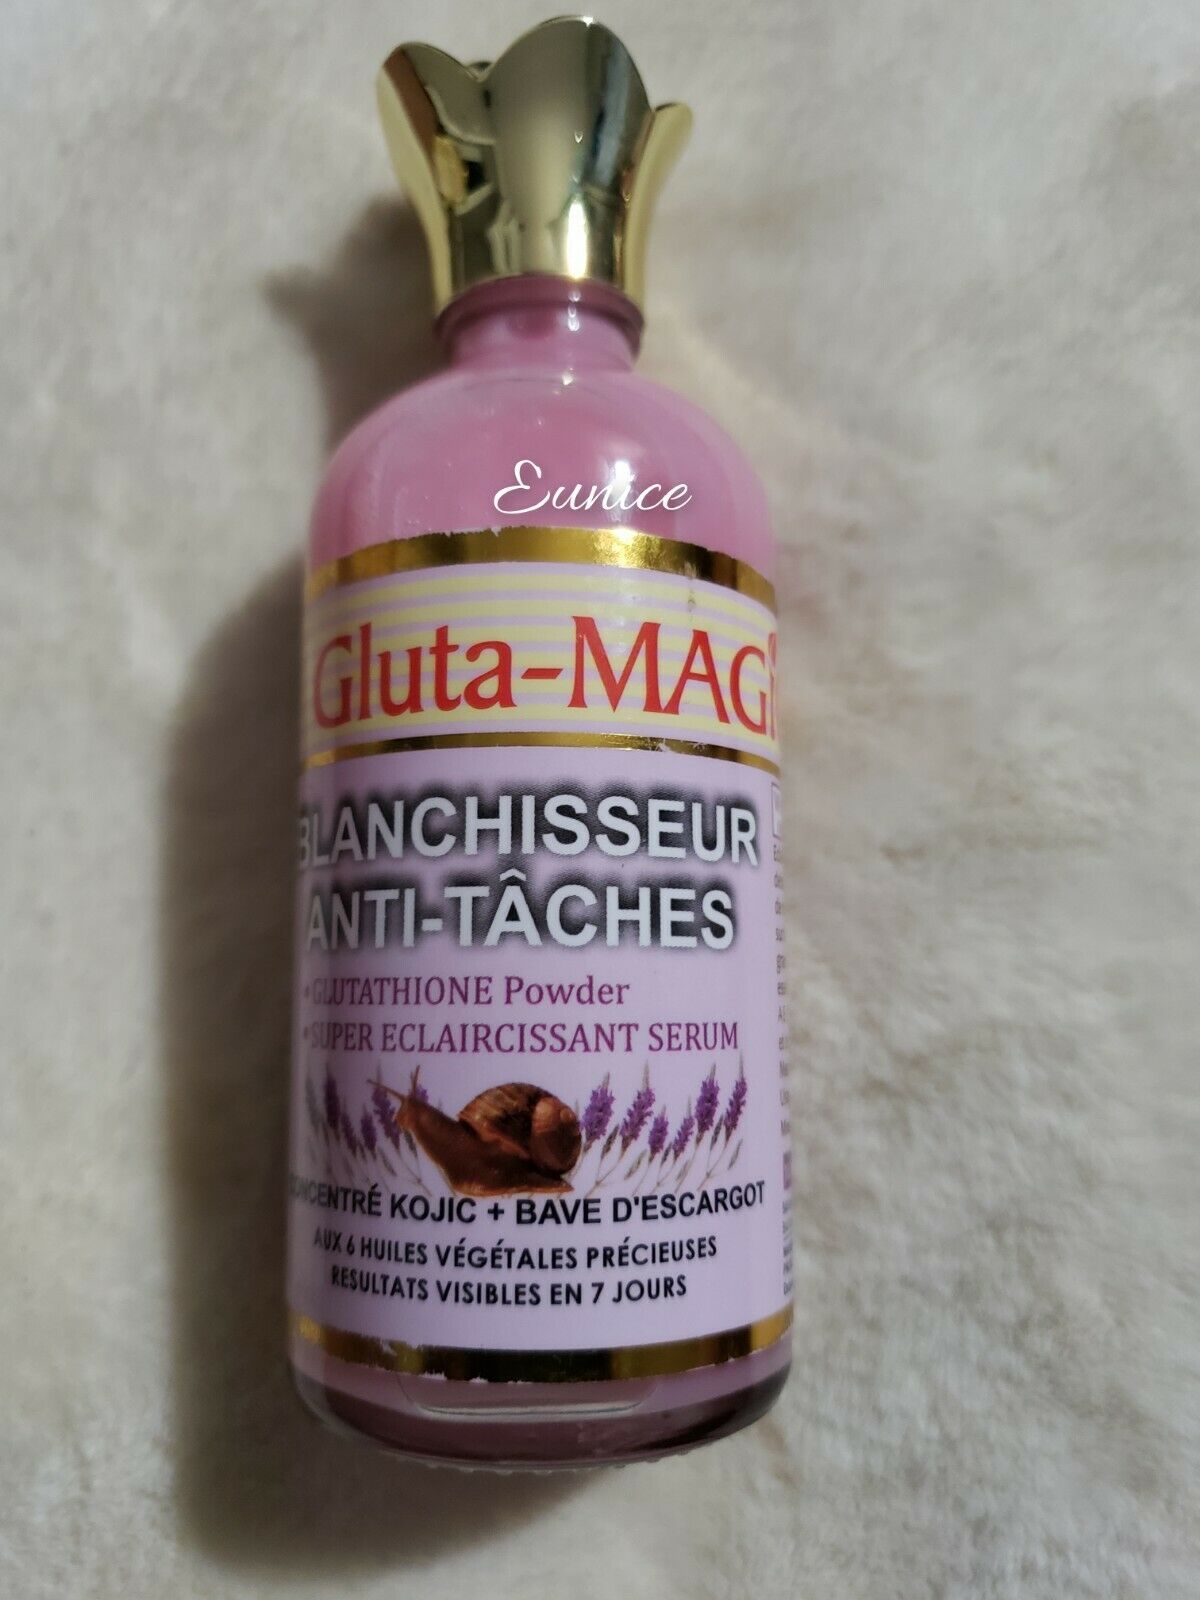 Eunice
Gluta-MAGi
BLANCHISSEUR
ANTI-TÂCHES
•GLUTATHIONE Powder
•SUPER ECLAIRCISSANT SERUM
CONCENTRÉ KOJIC + BAVE D'ESCARGOT
AUX 6 HUILES VÉGÉTALES PRÉCIEUSES
RESULTATS VISIBLES EN 7 JOURS